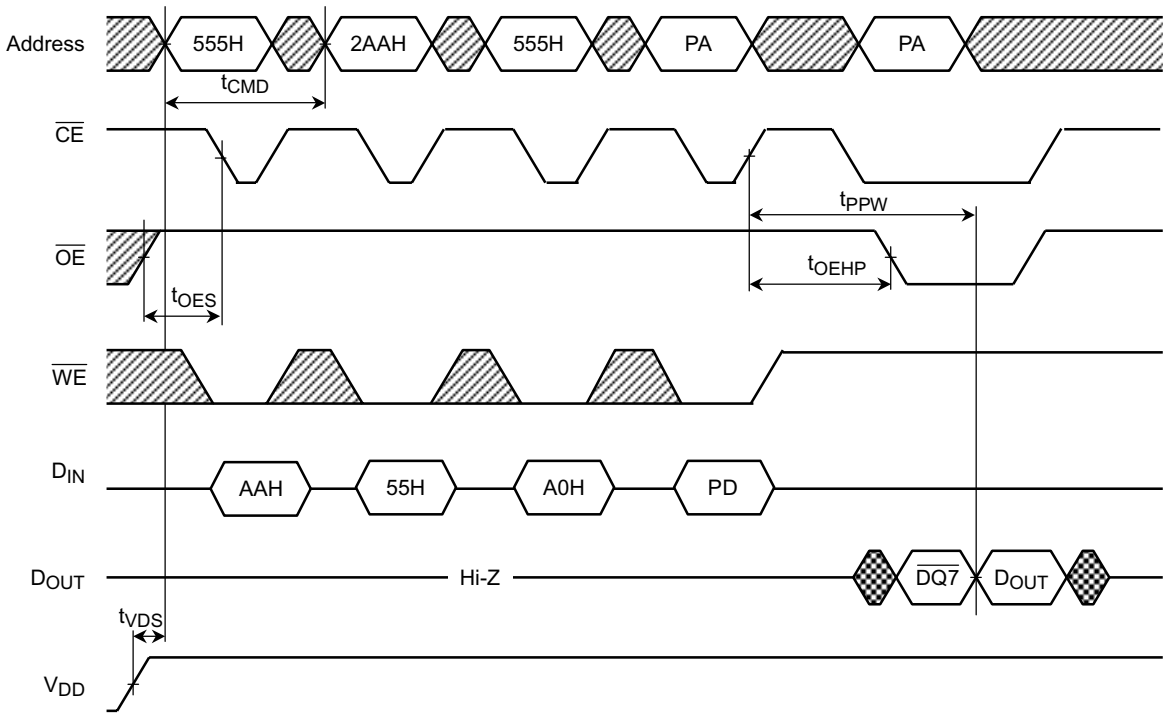 Address 555H 2AAH 555H PA PA
tCMD
CE
tPPW
OE
tOEHP
tOES
WE
DIN AAH 55H A0H PD
DOUT Hi-Z DQ7 DOUT
tVDS
VDD